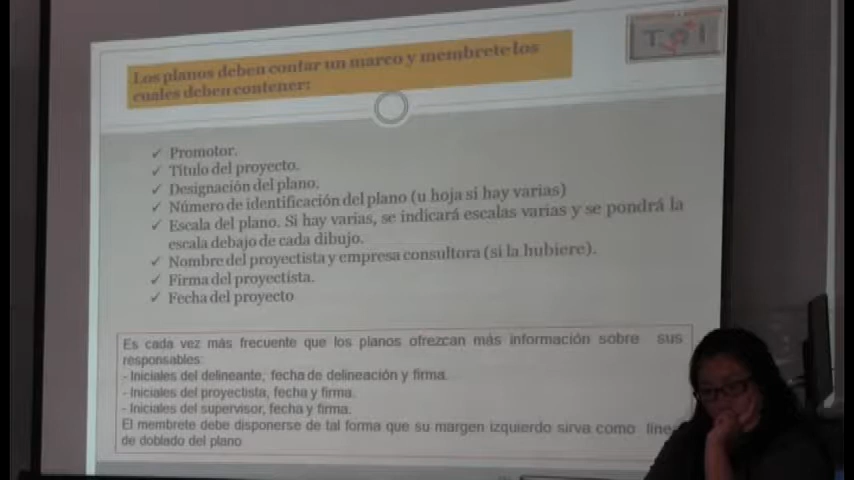 Los planos deben contar un marco y membrete los
cuales deben contener:
✓ Promotor.
✓ Título del proyecto.
✓ Designación del plano.
✓ Número de identificación del plano (u hoja si hay varias)
✓ Escala del plano. Si hay varias, se indicará escalas varias y se pondrá la
escala debajo de cada dibujo.
✓ Nombre del proyectista y empresa consultora (si la hubiere).
✓ Firma del proyectista.
✓ Fecha del proyecto
Es cada vez más frecuente que los planos ofrezcan más información sobre sus
responsables:
- Iniciales del delineante, fecha de delineación y firma.
- Iniciales del proyectista, fecha y firma.
- Iniciales del supervisor, fecha y firma.
El membrete debe disponerse de tal forma que su margen izquierdo sirva como line
de doblado del plano